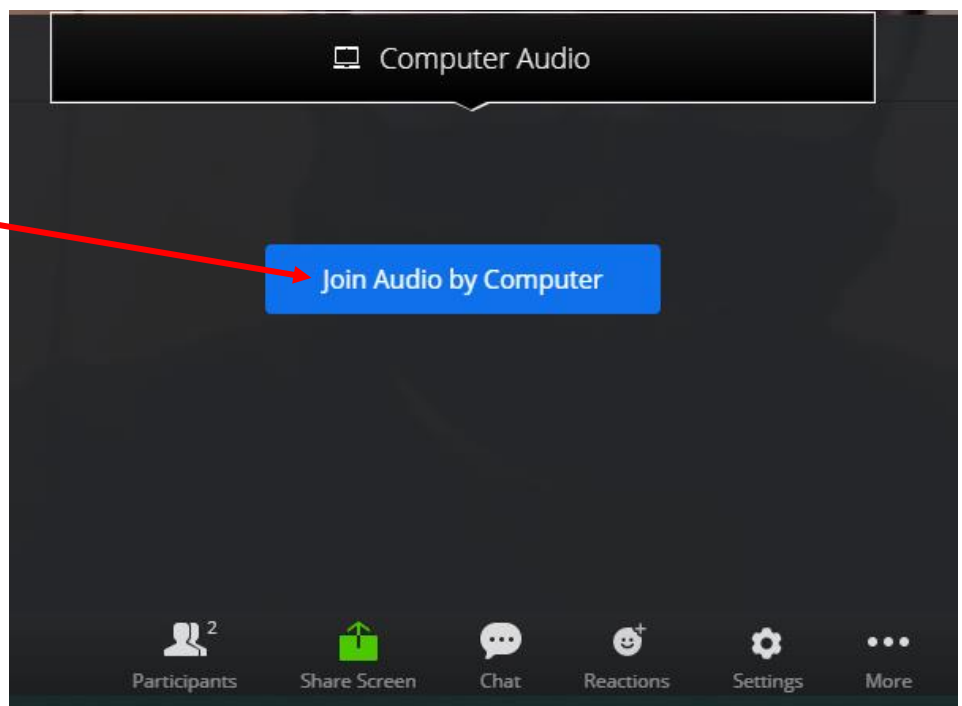 Computer Audio
Join Audio by Computer
2
Participants Share Screen Chat Reactions Settings More